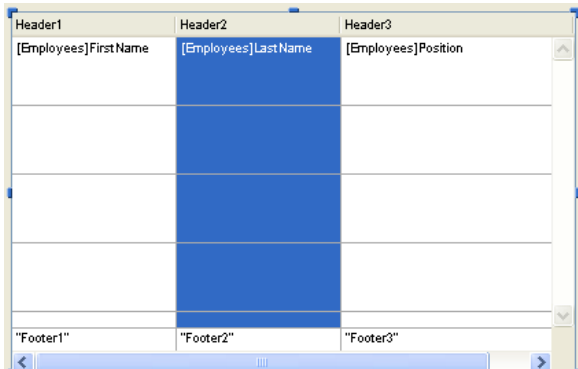 Header1 Header2 Header3
[Employees]FirstName [Employees]LastName [Employees]Position
"Footer1" "Footer2" "Footer3"